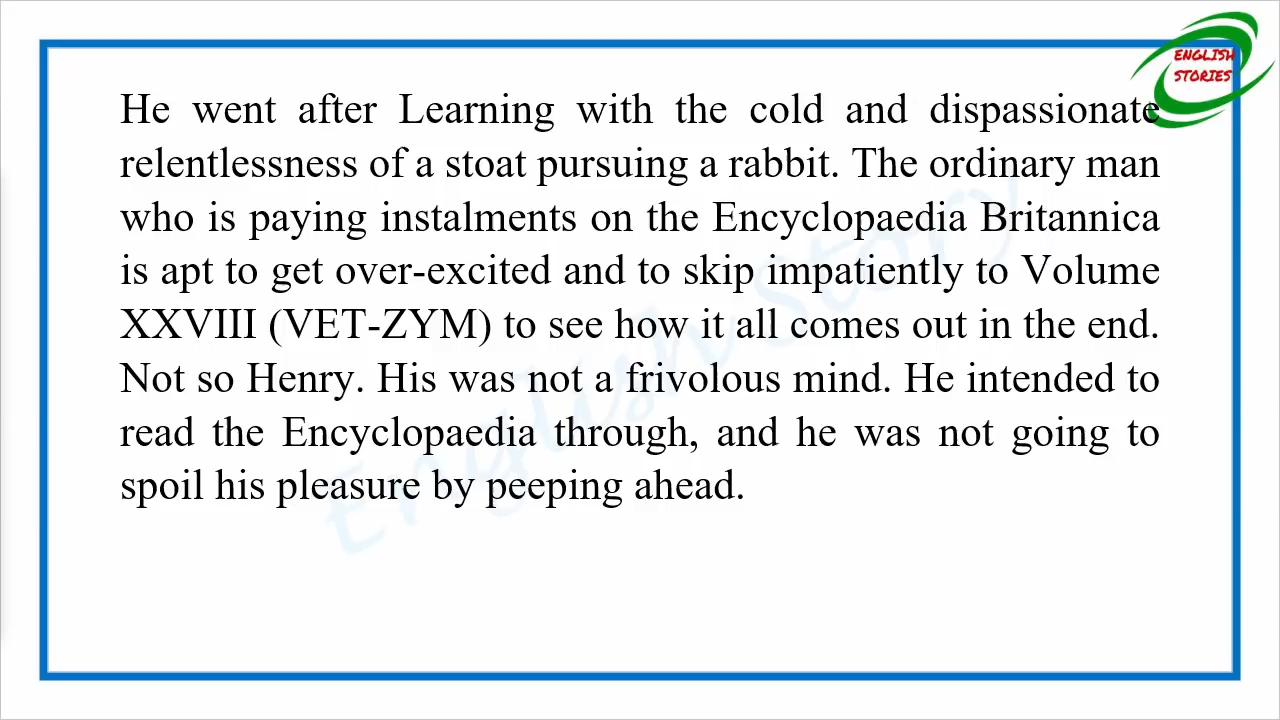 ENGLISH
STORIES
He went after Learning with the cold and dispassionate
relentlessness of a stoat pursuing a rabbit. The ordinary man
who is paying instalments on the Encyclopaedia Britannica
is apt to get over-excited and to skip impatiently to Volume
XXVIII (VET-ZYM) to see how it all comes out in the end.
Not so Henry. His was not a frivolous mind. He intended to
read the Encyclopaedia through, and he was not going to
spoil his pleasure by peeping ahead.
English Story